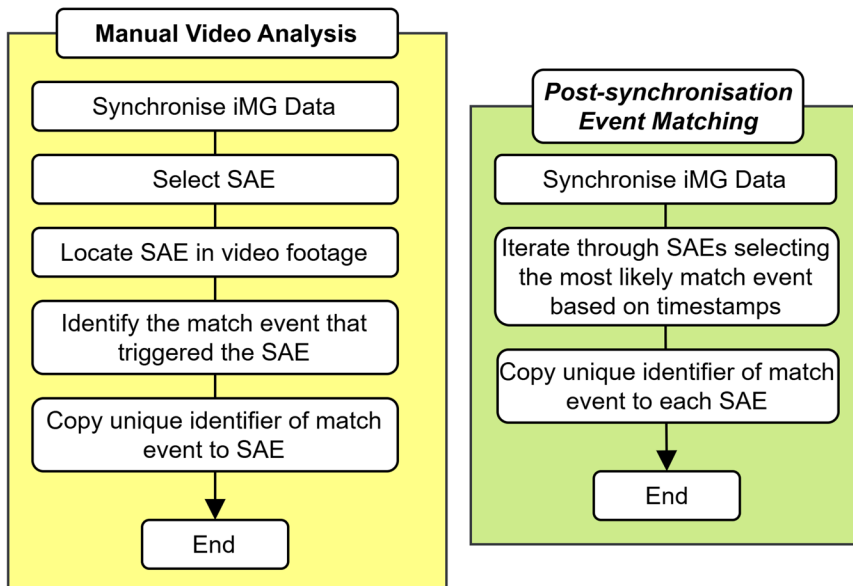 Manual Video Analysis
Synchronise iMG Data
Select SAE
Locate SAE in video footage
Identify the match event that
triggered the SAE
Copy unique identifier of match
event to SAE
End
Post-synchronisation
Event Matching
Synchronise iMG Data
Iterate through SAEs selecting
the most likely match event
based on timestamps
Copy unique identifier of match
event to each SAE
End